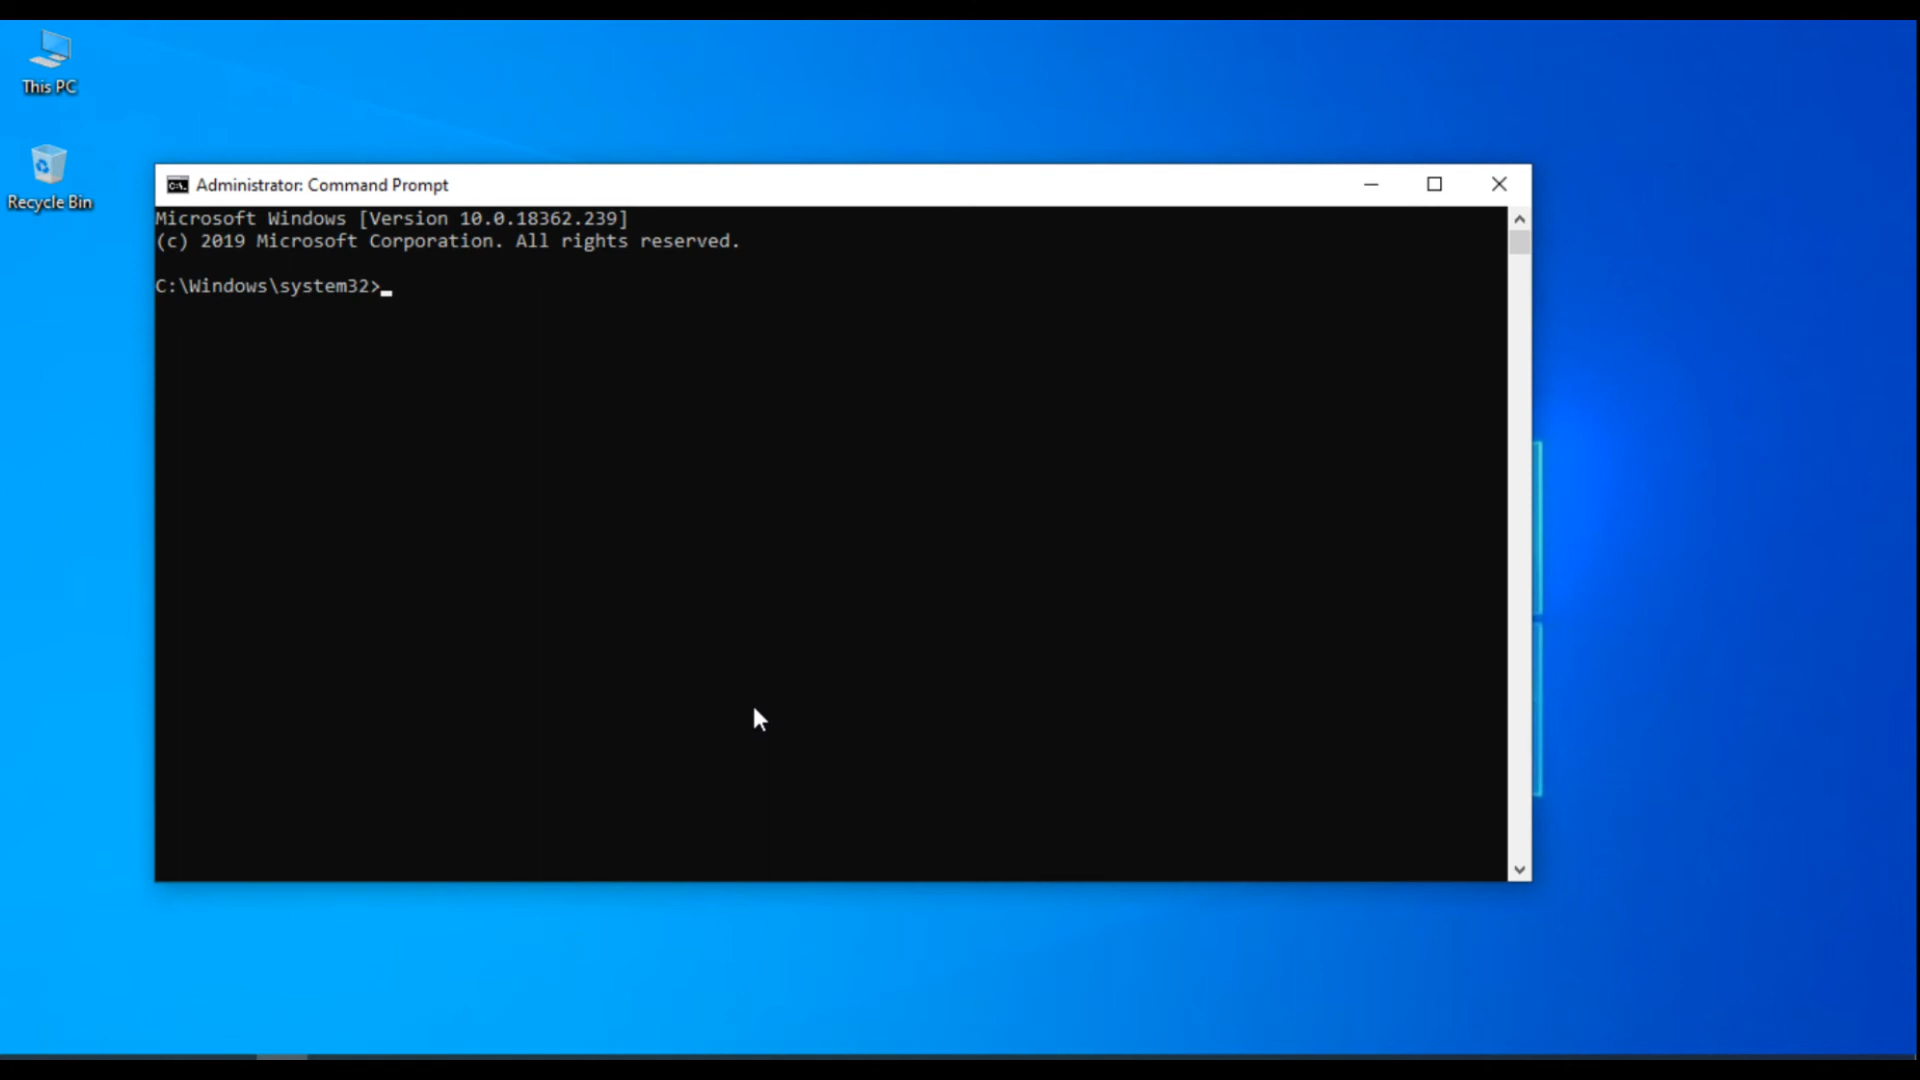 This PC
Recycle Bin
Administrator: Command Prompt
Microsoft Windows [Version 10.0.18362.239]
(c) 2019 Microsoft Corporation. All rights reserved.
C:\Windows\system32>